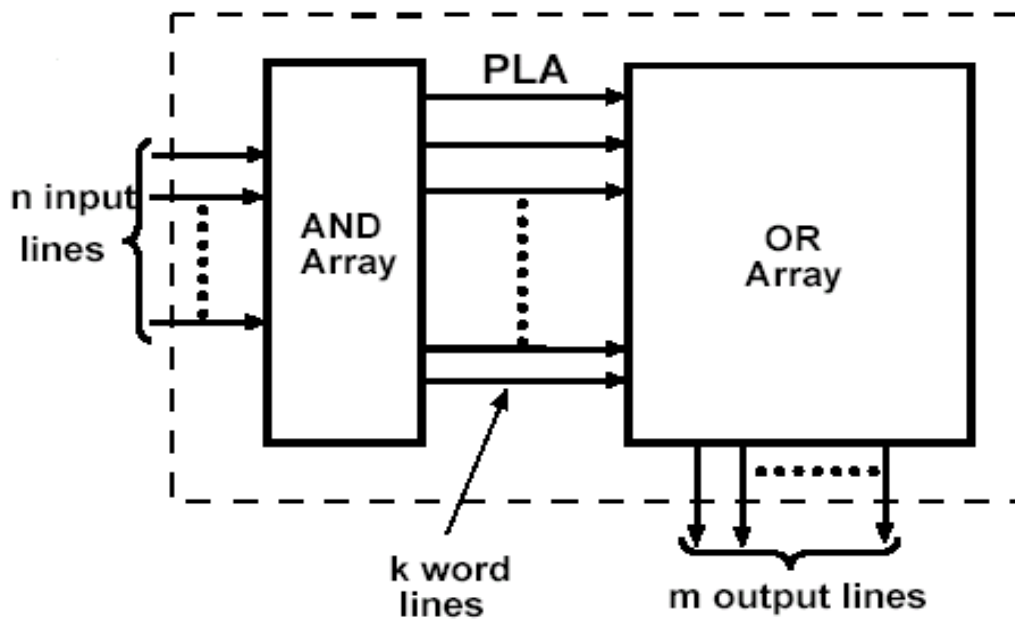 PLA
n input
lines
AND
Array
OR
Array
k word
lines
m output lines